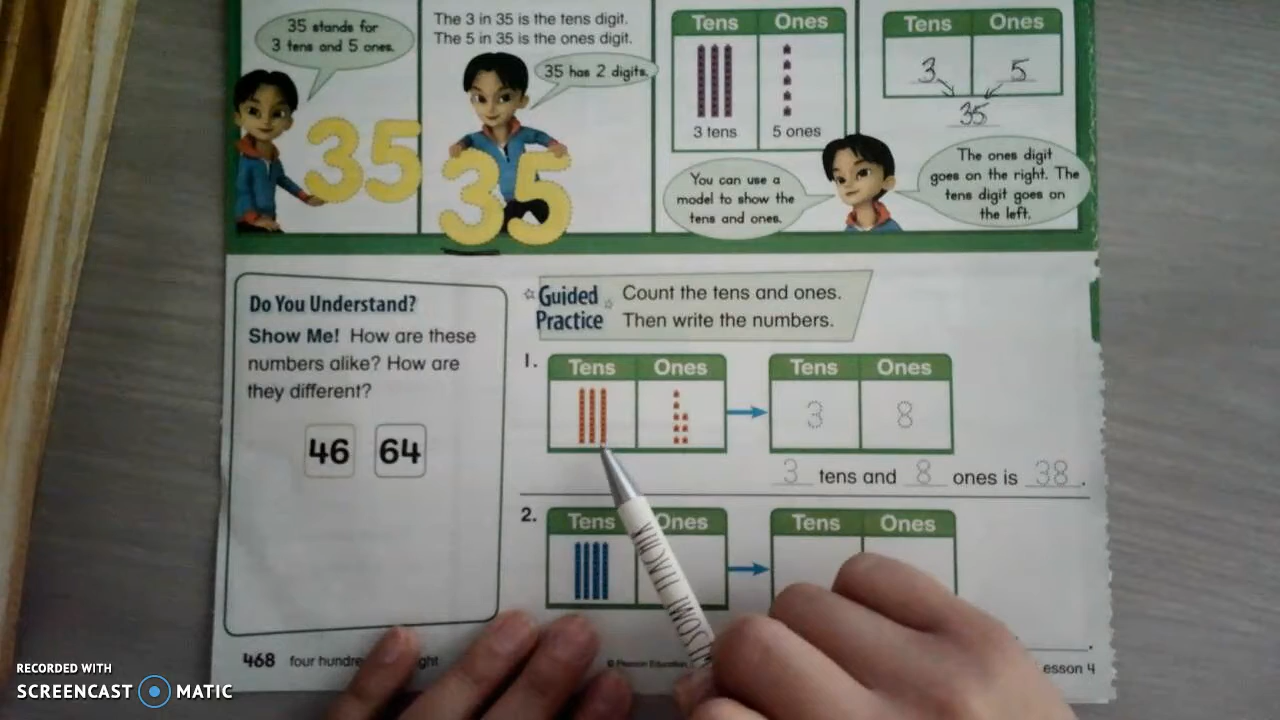 35 stands for
3 tens and 5 ones.
35
The 3 in 35 is the tens digit.
The 5 in 35 is the ones digit.
35 has 2 digits.
35
Tens Ones
3 tens 5 ones
You can use a
model to show the
tens and ones.
Tens Ones
3 5
35
The ones digit
goes on the right. The
tens digit goes on
the left.
Do You Understand?
Show Me! How are these
numbers alike? How are
they different?
46 64
Guided
Practice
Count the tens and ones.
Then write the numbers.
1.
Tens Ones
Tens Ones
3 8
3 tens and 8 ones is 38.
2.
Tens Ones
Tens Ones
468 four
© Pearson Education
esson 4
RECORDED WITH
SCREENCAST MATIC